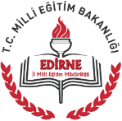 T.C. MİLLİ EĞİTİM BAKANLIĞI
EDİRNE
İl Milli Eğitim Müdürlüğü